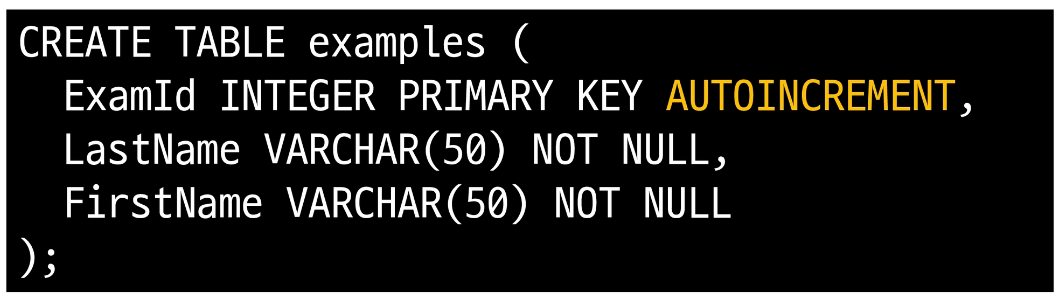 CREATE TABLE examples (
  ExamId INTEGER PRIMARY KEY AUTOINCREMENT,
  LastName VARCHAR(50) NOT NULL,
  FirstName VARCHAR(50) NOT NULL
);